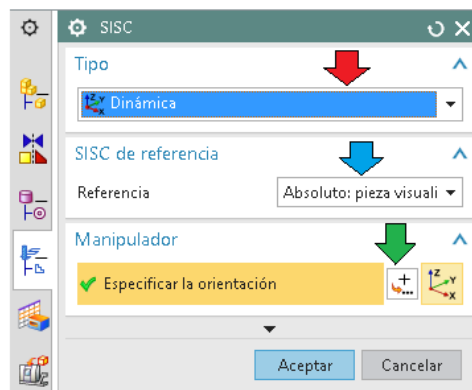 SISC
Tipo
Dinámica
SISC de referencia
Referencia Absoluto: pieza visuali
Manipulador
Especificar la orientación
Aceptar Cancelar